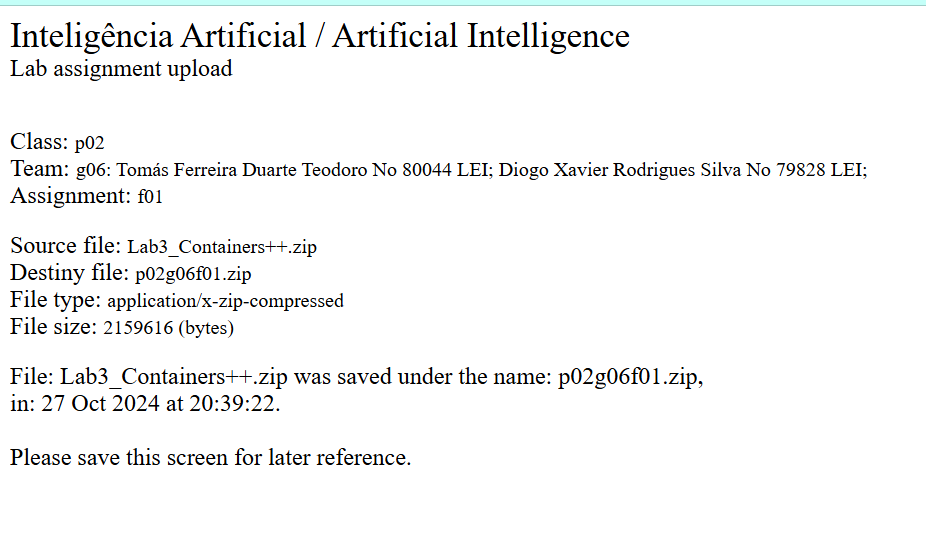 Inteligência Artificial / Artificial Intelligence
Lab assignment upload
Class: p02
Team: g06: Tomás Ferreira Duarte Teodoro No 80044 LEI; Diogo Xavier Rodrigues Silva No 79828 LEI;
Assignment: f01
Source file: Lab3_Containers++.zip
Destiny file: p02g06f01.zip
File type: application/x-zip-compressed
File size: 2159616 (bytes)
File: Lab3_Containers++.zip was saved under the name: p02g06f01.zip,
in: 27 Oct 2024 at 20:39:22.
Please save this screen for later reference.